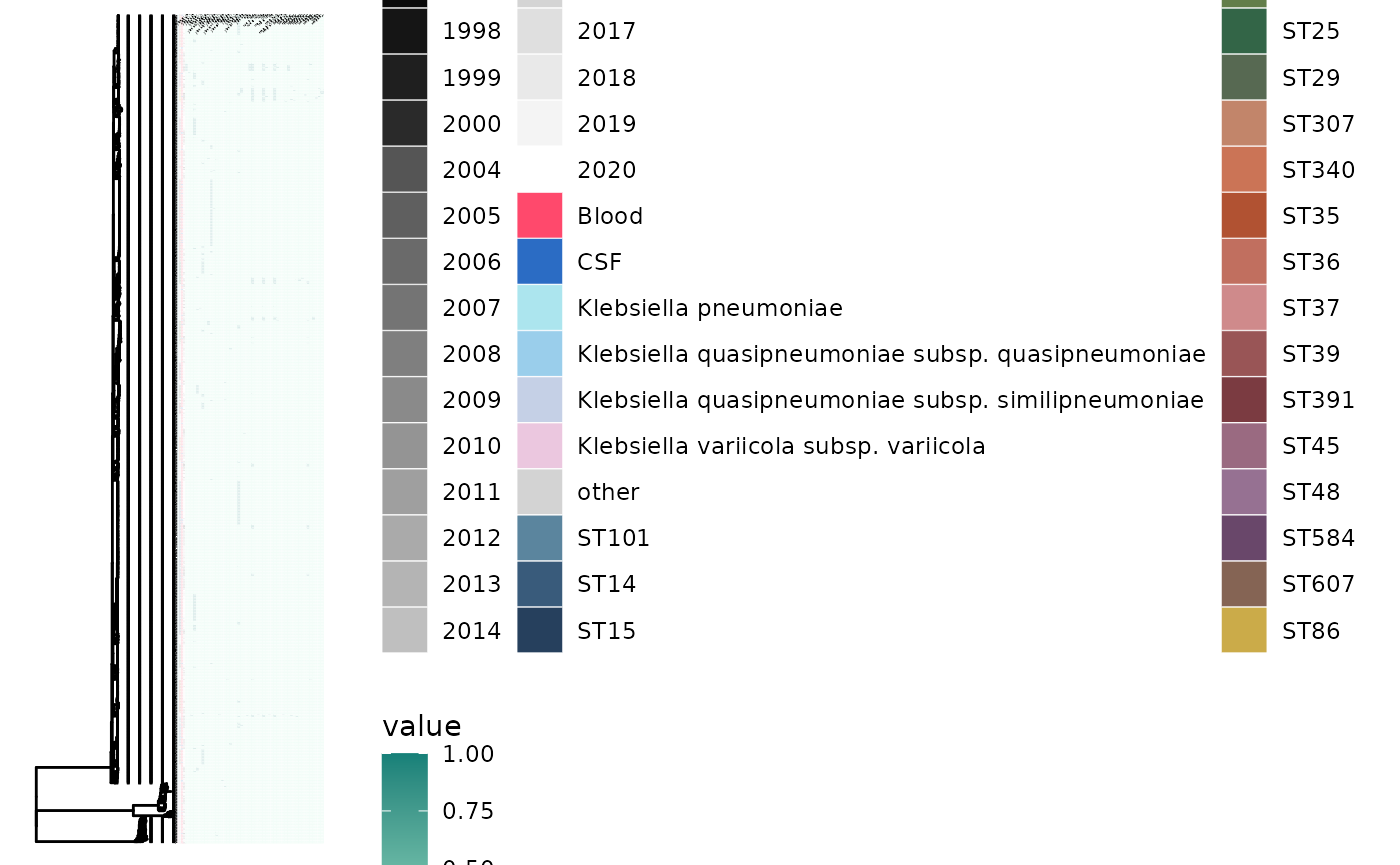 1998 2017 ST25
1999 2018 ST29
2000 2019 ST307
2004 2020 ST340
2005 Blood ST35
2006 CSF ST36
2007 Klebsiella pneumoniae ST37
2008 Klebsiella quasipneumoniae subsp. quasipneumoniae ST39
2009 Klebsiella quasipneumoniae subsp. similipneumoniae ST391
2010 Klebsiella variicola subsp. variicola ST45
2011 other ST48
2012 ST101 ST584
2013 ST14 ST607
2014 ST15 ST86
value
1.00
0.75